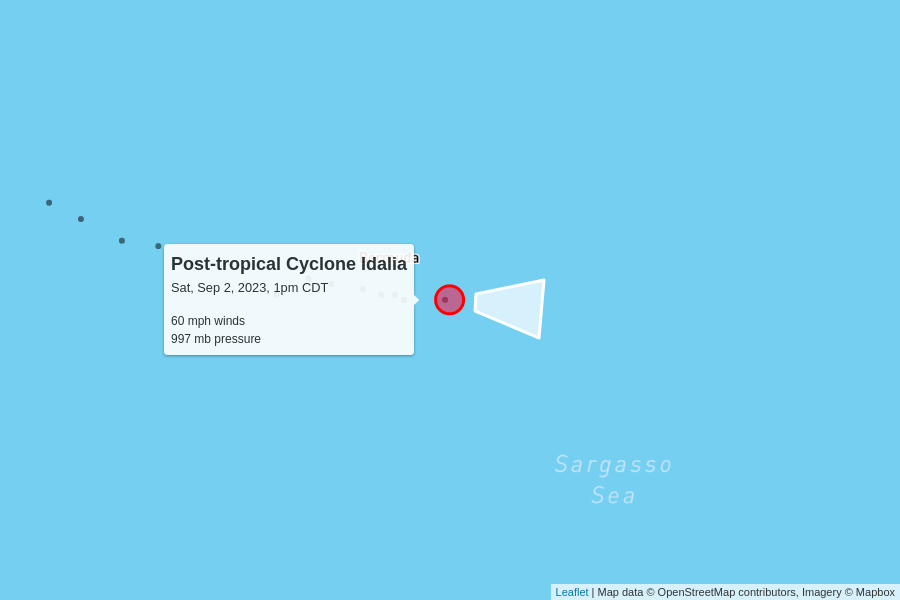 Post-tropical Cyclone Idalia
Sat, Sep 2, 2023, 1pm CDT
60 mph winds
997 mb pressure
Sargasso
Sea
Leaflet | Map data © OpenStreetMap contributors, Imagery © Mapbox